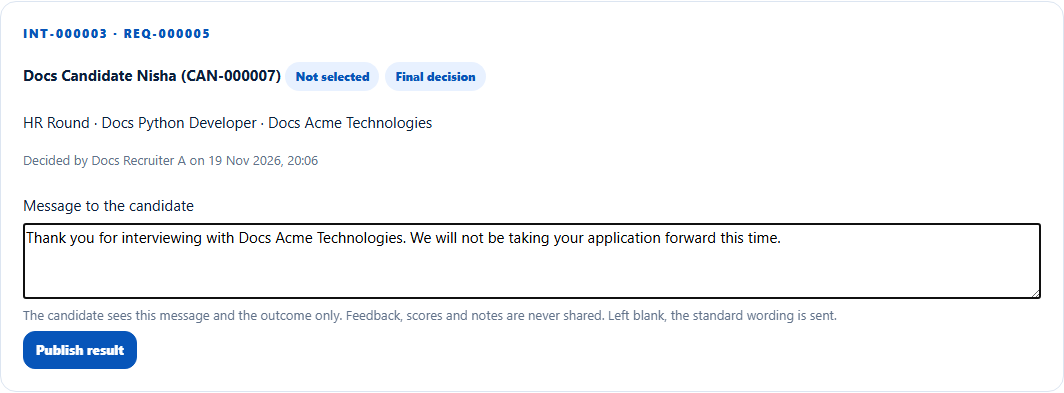 INT-000003 · REQ-000005
Docs Candidate Nisha (CAN-000007) Not selected Final decision
HR Round · Docs Python Developer · Docs Acme Technologies
Decided by Docs Recruiter A on 19 Nov 2026, 20:06
Message to the candidate
Thank you for interviewing with Docs Acme Technologies. We will not be taking your application forward this time.
The candidate sees this message and the outcome only. Feedback, scores and notes are never shared. Left blank, the standard wording is sent.
Publish result